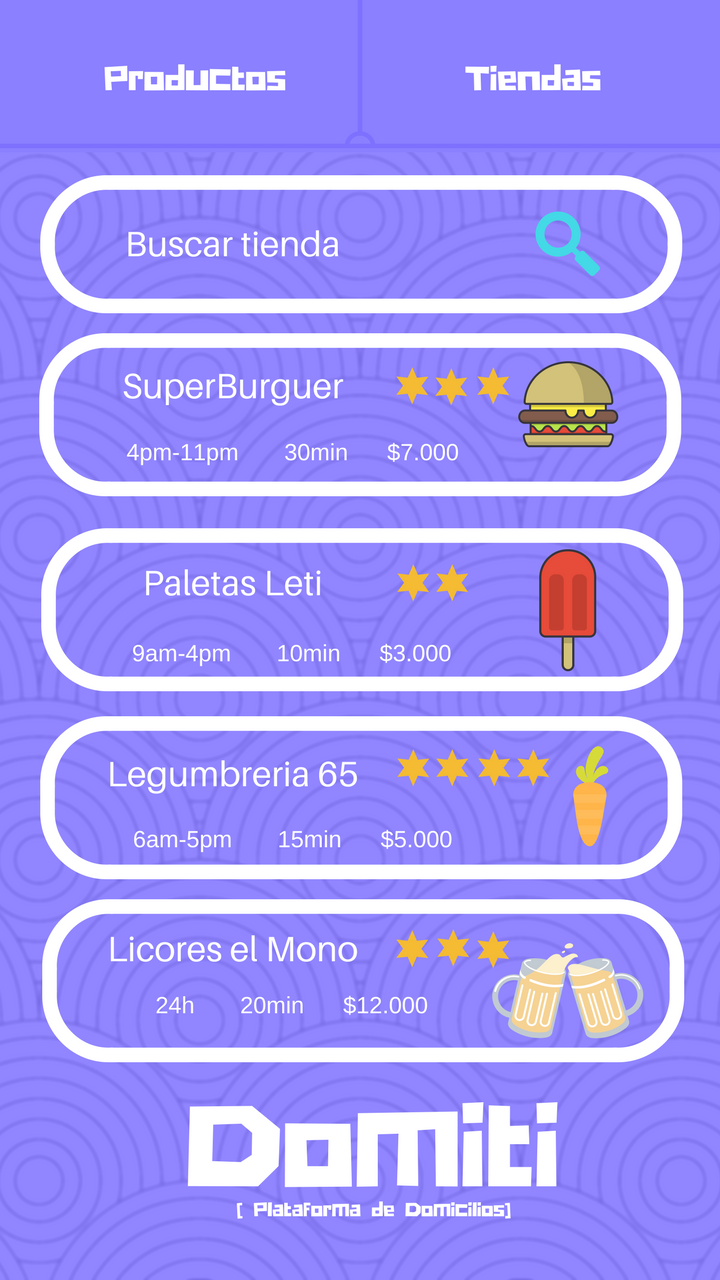 Productos Tiendas
Buscar tienda
SuperBurguer
4pm-11pm 30min $7.000
Paletas Leti
9am-4pm 10min $3.000
Legumbreria 65
6am-5pm 15min $5.000
Licores el Mono
24h 20min $12.000
Domiti
[ Plataforma de Domicilios]